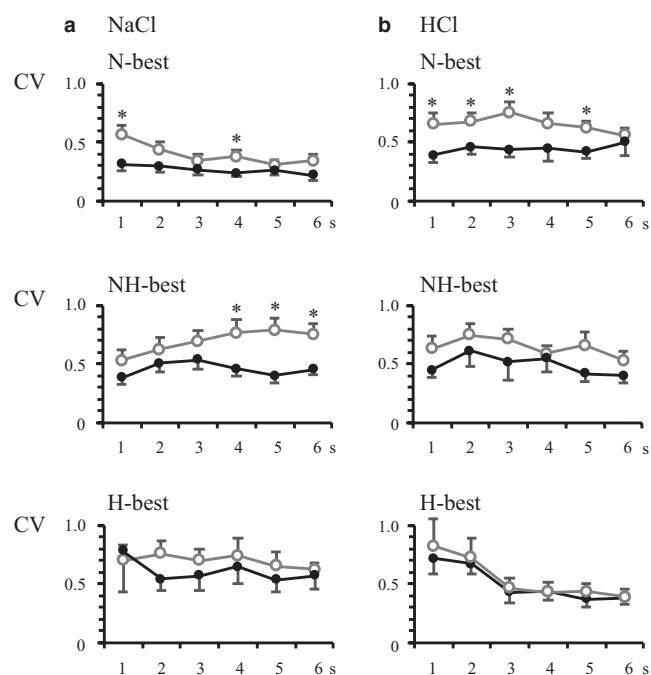 a NaCl b HCl
N-best N-best
CV 1.0 1.0
* * * * * *
0.5 0.5
0 0
1 2 3 4 5 6 s 1 2 3 4 5 6 s
NH-best NH-best
CV 1.0 1.0
* * *
0.5 0.5
0 0
1 2 3 4 5 6 s 1 2 3 4 5 6 s
H-best H-best
CV 1.0 1.0
0.5 0.5
0 0
1 2 3 4 5 6 s 1 2 3 4 5 6 s